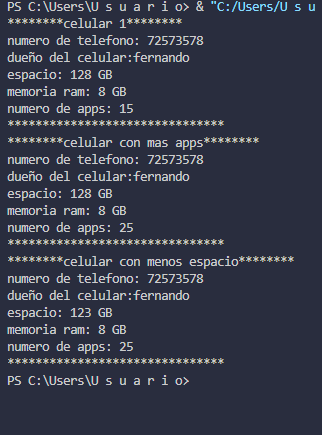 PS C:\Users\U s u a r i o> & "C:/Users/U s u
********celular 1********
numero de telefono: 72573578
dueño del celular:fernando
espacio: 128 GB
memoria ram: 8 GB
numero de apps: 15
*******************************
********celular con mas apps********
numero de telefono: 72573578
dueño del celular:fernando
espacio: 128 GB
memoria ram: 8 GB
numero de apps: 25
*******************************
********celular con menos espacio********
numero de telefono: 72573578
dueño del celular:fernando
espacio: 123 GB
memoria ram: 8 GB
numero de apps: 25
*******************************
PS C:\Users\U s u a r i o>